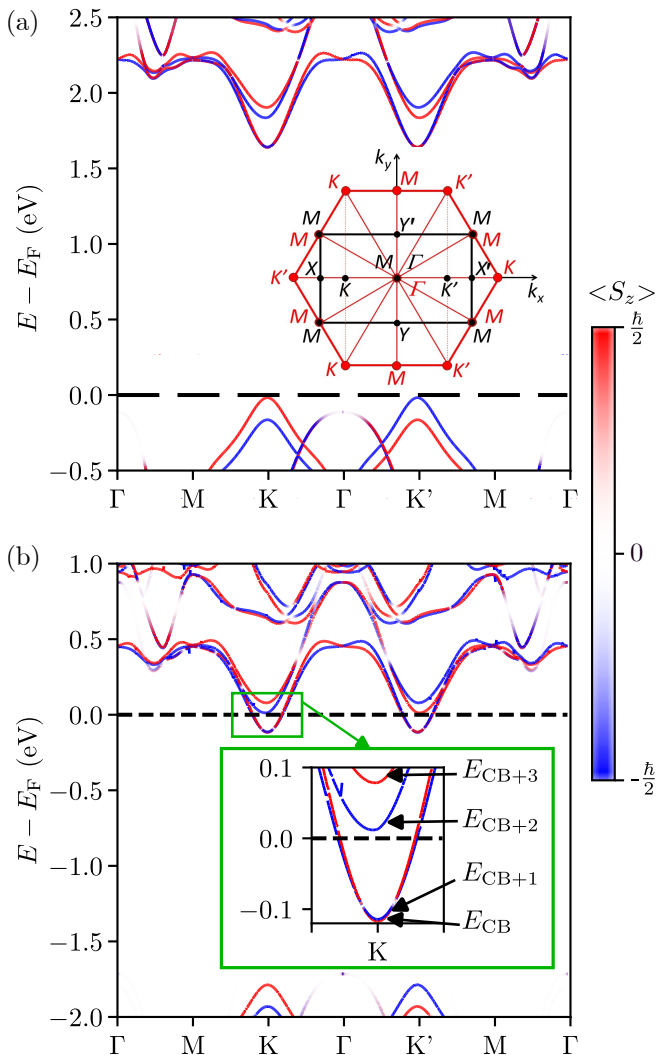 (a)
2.5
2.0
1.5
1.0
0.5
0.0
−0.5
E − E_F (eV)
Γ M K Γ K' M Γ
k_y
K M K'
M Y' M
M M
X K M Γ K' X' K
K' Γ k_x
M M
M Y M
K M K'
<S_z>
ħ/2
0
-ħ/2
(b)
1.0
0.5
0.0
−0.5
−1.0
−1.5
−2.0
E − E_F (eV)
0.1
0.0
−0.1
K
E_CB+3
E_CB+2
E_CB+1
E_CB
Γ M K Γ K' M Γ